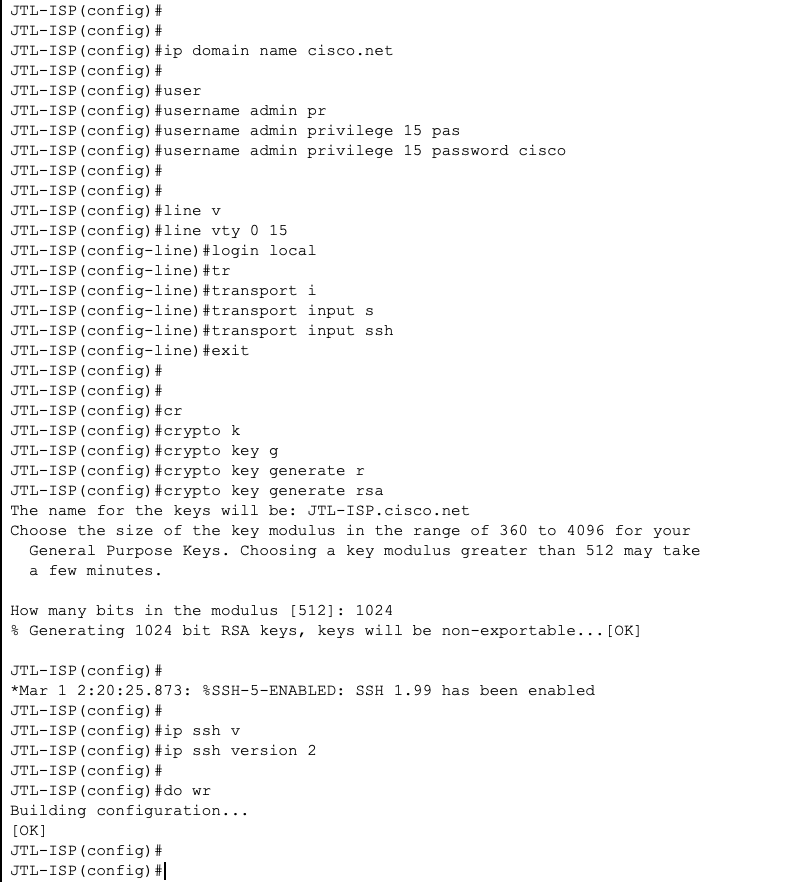 JTL-ISP(config)#
JTL-ISP(config)#
JTL-ISP(config)#ip domain name cisco.net
JTL-ISP(config)#
JTL-ISP(config)#user
JTL-ISP(config)#username admin pr
JTL-ISP(config)#username admin privilege 15 pas
JTL-ISP(config)#username admin privilege 15 password cisco
JTL-ISP(config)#
JTL-ISP(config)#
JTL-ISP(config)#line v
JTL-ISP(config)#line vty 0 15
JTL-ISP(config-line)#login local
JTL-ISP(config-line)#tr
JTL-ISP(config-line)#transport i
JTL-ISP(config-line)#transport input s
JTL-ISP(config-line)#transport input ssh
JTL-ISP(config-line)#exit
JTL-ISP(config)#
JTL-ISP(config)#
JTL-ISP(config)#cr
JTL-ISP(config)#crypto k
JTL-ISP(config)#crypto key g
JTL-ISP(config)#crypto key generate r
JTL-ISP(config)#crypto key generate rsa
The name for the keys will be: JTL-ISP.cisco.net
Choose the size of the key modulus in the range of 360 to 4096 for your
General Purpose Keys. Choosing a key modulus greater than 512 may take
a few minutes.
How many bits in the modulus [512]: 1024
% Generating 1024 bit RSA keys, keys will be non-exportable...[OK]
JTL-ISP(config)#
*Mar 1 2:20:25.873: %SSH-5-ENABLED: SSH 1.99 has been enabled
JTL-ISP(config)#
JTL-ISP(config)#ip ssh v
JTL-ISP(config)#ip ssh version 2
JTL-ISP(config)#
JTL-ISP(config)#do wr
Building configuration...
[OK]
JTL-ISP(config)#
JTL-ISP(config)#